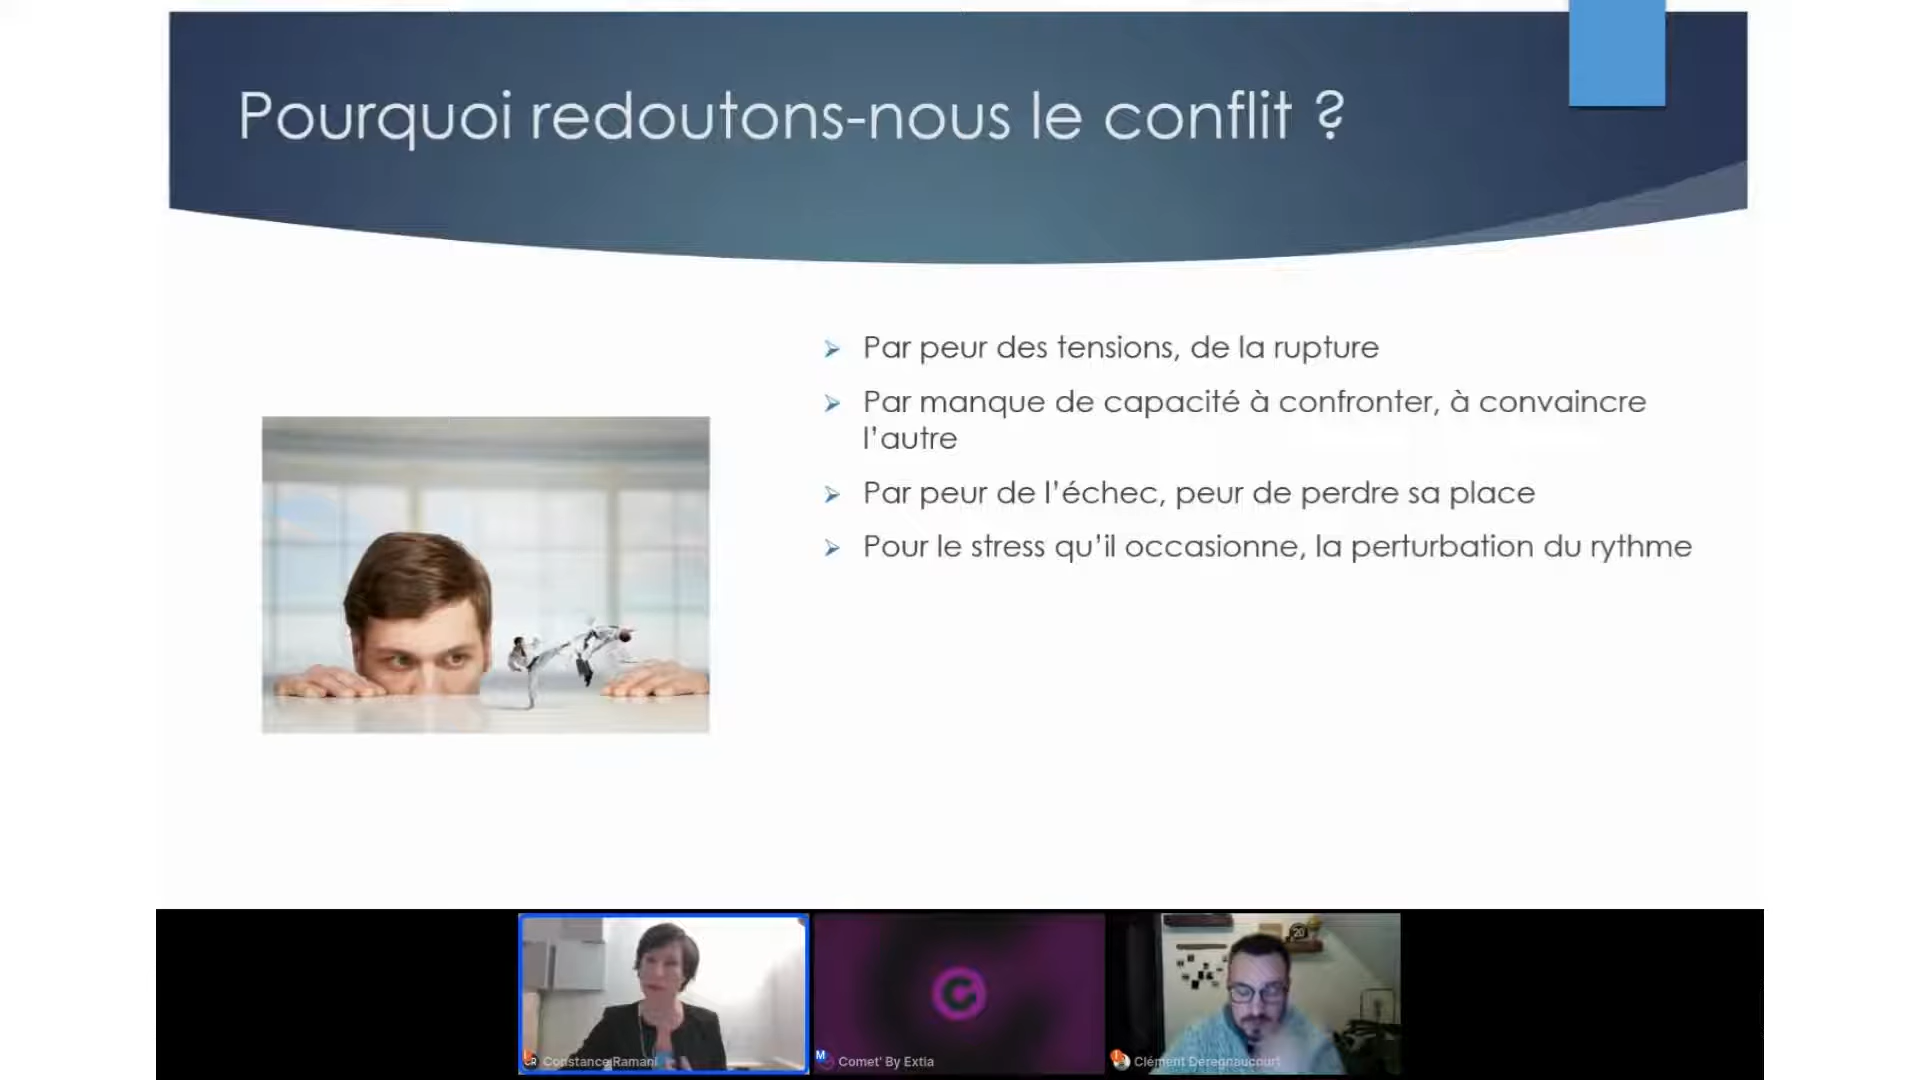 Pourquoi redoutons-nous le conflit ?
Par peur des tensions, de la rupture
Par manque de capacité à confronter, à convaincre
l’autre
Par peur de l’échec, peur de perdre sa place
Pour le stress qu’il occasionne, la perturbation du rythme
20
CR Constance Ramani
M Comet' By Extia
Clément Deregnaucourt